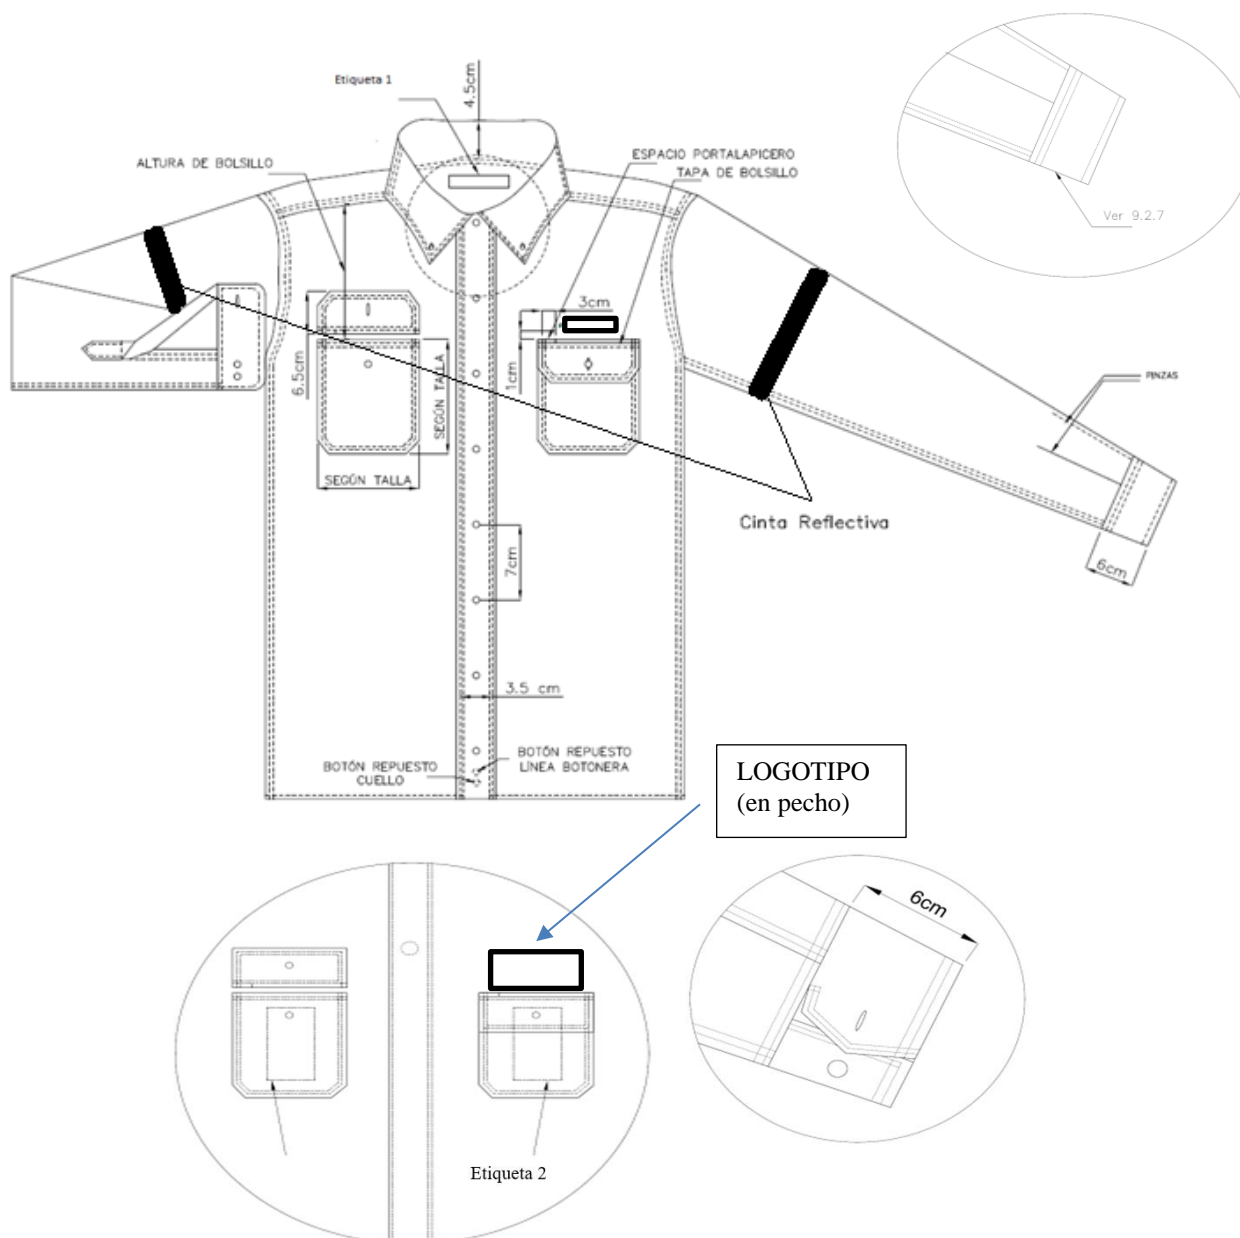 Etiqueta 1
4.5cm
ALTURA DE BOLSILLO
ESPACIO PORTALAPICERO
TAPA DE BOLSILLO
Ver 9.2.7
3cm
6.5cm
SEGÚN TALLA
1cm
PINZAS
SEGÚN TALLA
Cinta Reflectiva
7cm
6cm
3.5 cm
BOTÓN REPUESTO
CUELLO
BOTÓN REPUESTO
LÍNEA BOTONERA
LOGOTIPO
(en pecho)
6cm
Etiqueta 2